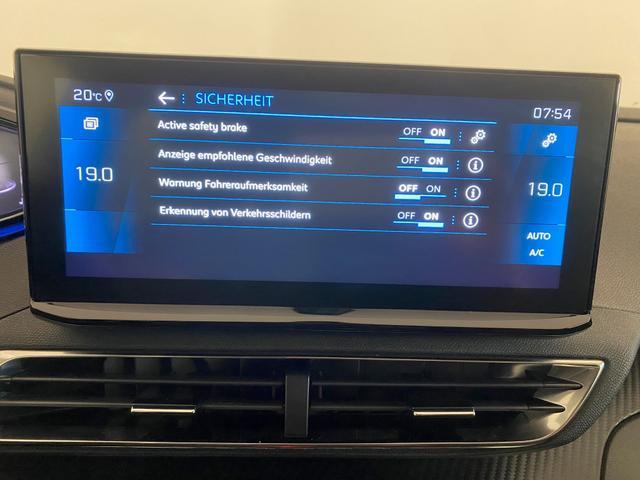 20°C
← SICHERHEIT
07:54
Active safety brake OFF ON
Anzeige empfohlene Geschwindigkeit OFF ON
Warnung Fahreraufmerksamkeit OFF ON
Erkennung von Verkehrsschildern OFF ON
19.0
19.0
AUTO
A/C